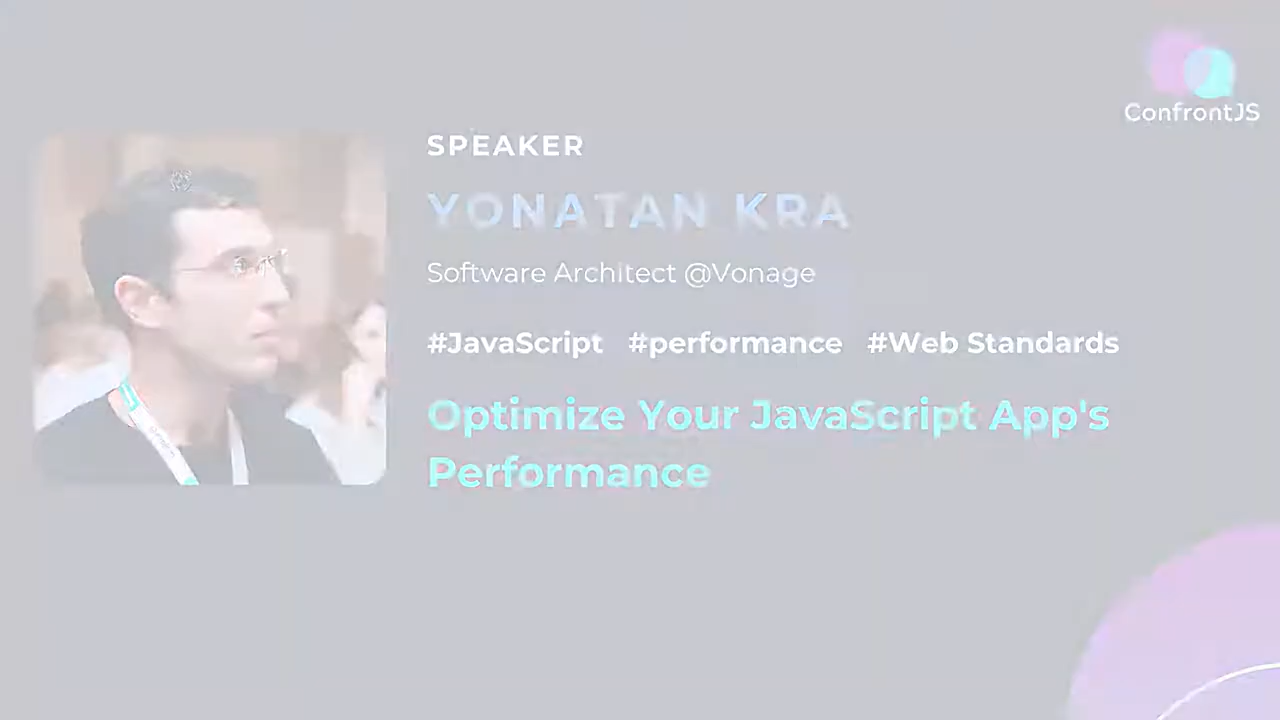 ConfrontJS
SPEAKER
YONATAN KRA
Software Architect @Vonage
#JavaScript #performance #Web Standards
Optimize Your JavaScript App's
Performance